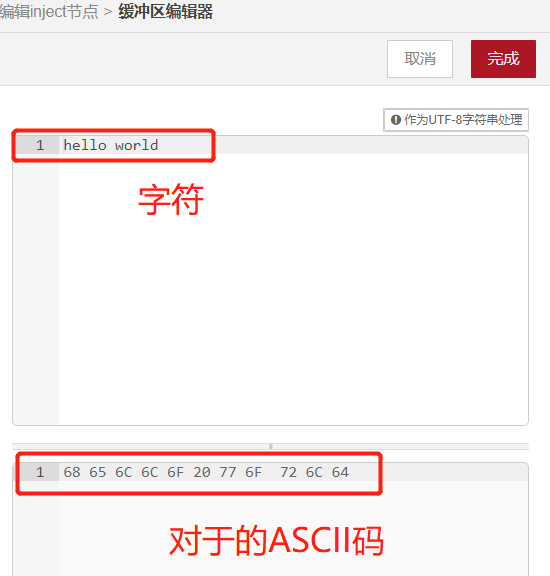 编辑inject节点 > 缓冲区编辑器
取消 完成
作为UTF-8字符串处理
1 hello world
字符
1 68 65 6C 6C 6F 20 77 6F  72 6C 64
对于的ASCII码